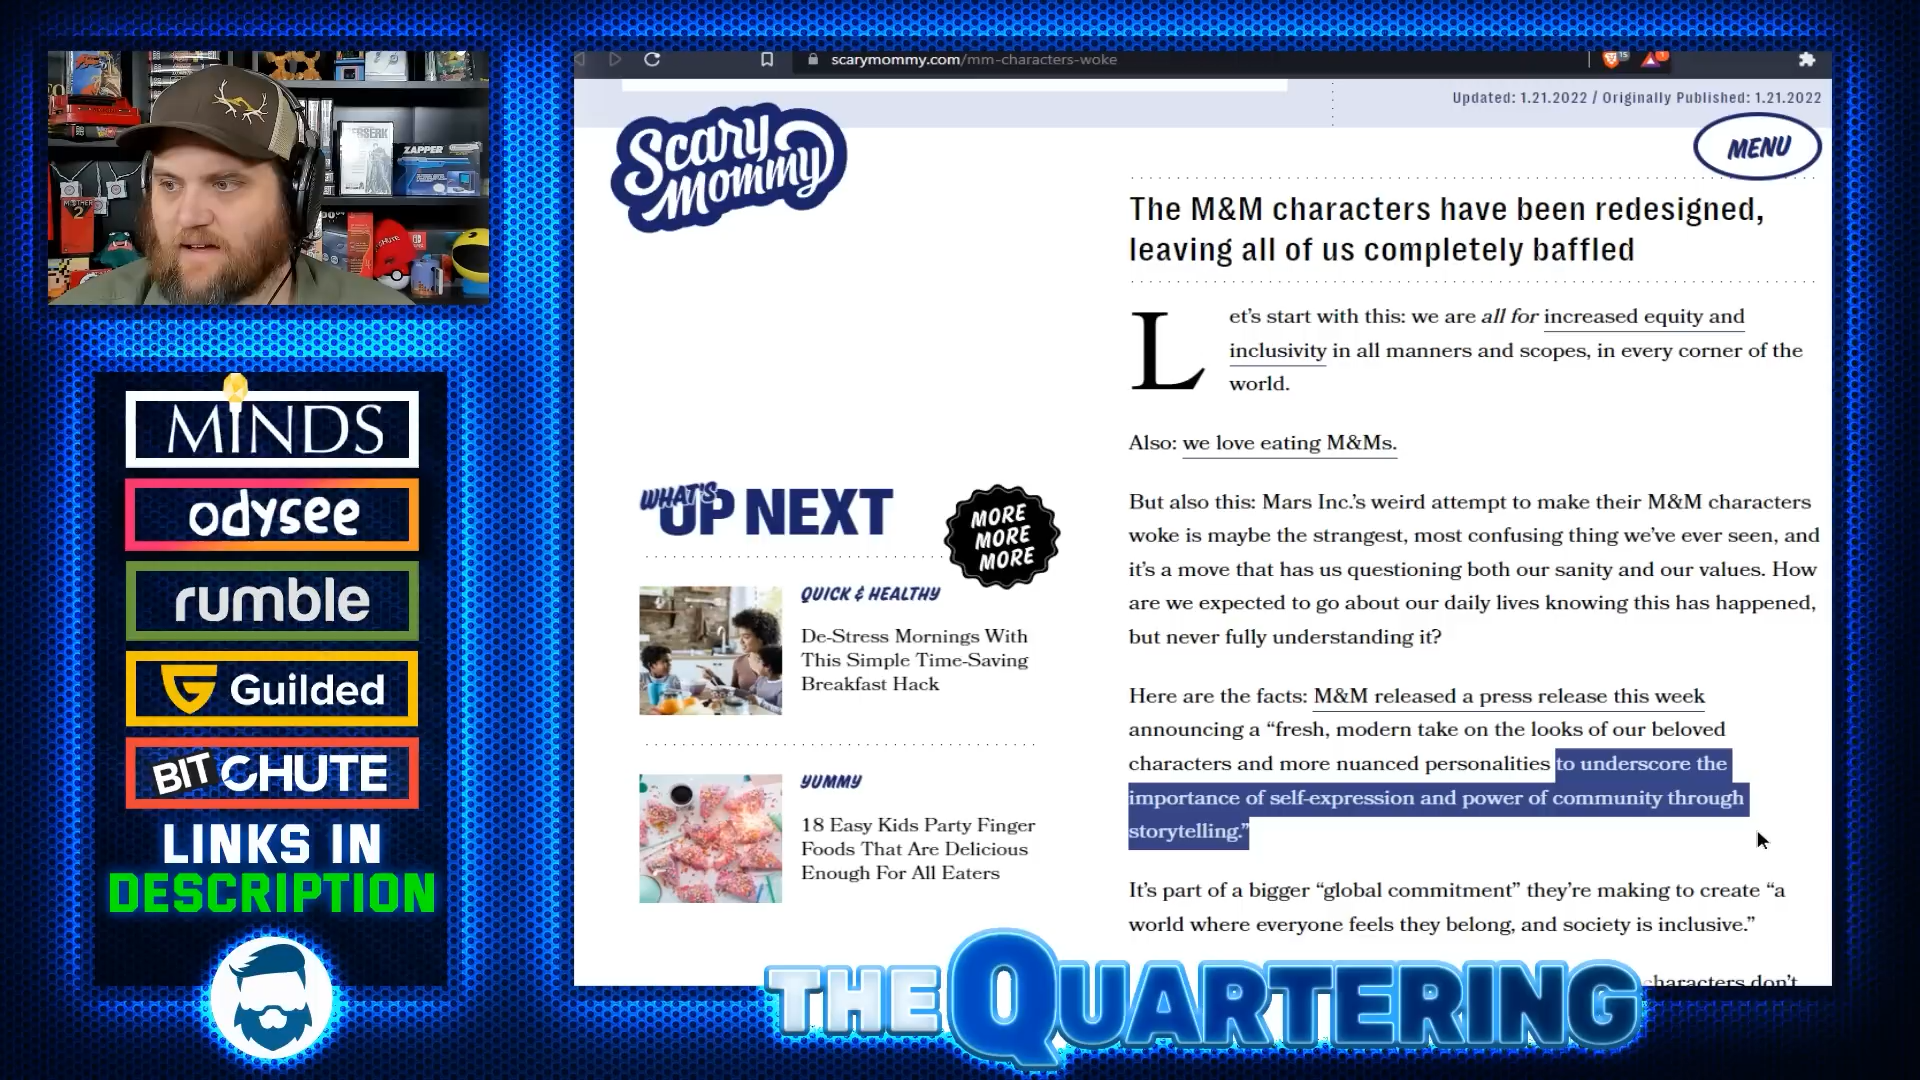 BERSERK
ZAPPER
MOTHER
2
CHUTE
MINDS
odysee
rumble
Guilded
BIT CHUTE
LINKS IN
DESCRIPTION
scarymommy.com/mm-characters-woke
15
Updated: 1.21.2022 / Originally Published: 1.21.2022
Scary
Mommy
MENU
The M&M characters have been redesigned,
leaving all of us completely baffled
Let’s start with this: we are all for increased equity and
inclusivity in all manners and scopes, in every corner of the
world.
Also: we love eating M&Ms.
But also this: Mars Inc.’s weird attempt to make their M&M characters
woke is maybe the strangest, most confusing thing we’ve ever seen, and
it’s a move that has us questioning both our sanity and our values. How
are we expected to go about our daily lives knowing this has happened,
but never fully understanding it?
Here are the facts: M&M released a press release this week
announcing a “fresh, modern take on the looks of our beloved
characters and more nuanced personalities to underscore the
importance of self-expression and power of community through
storytelling.”
It’s part of a bigger “global commitment” they’re making to create “a
world where everyone feels they belong, and society is inclusive.”
characters don’t
WHAT'S
UP NEXT
MORE
MORE
MORE
QUICK & HEALTHY
De-Stress Mornings With
This Simple Time-Saving
Breakfast Hack
YUMMY
18 Easy Kids Party Finger
Foods That Are Delicious
Enough For All Eaters
THE QUARTERING